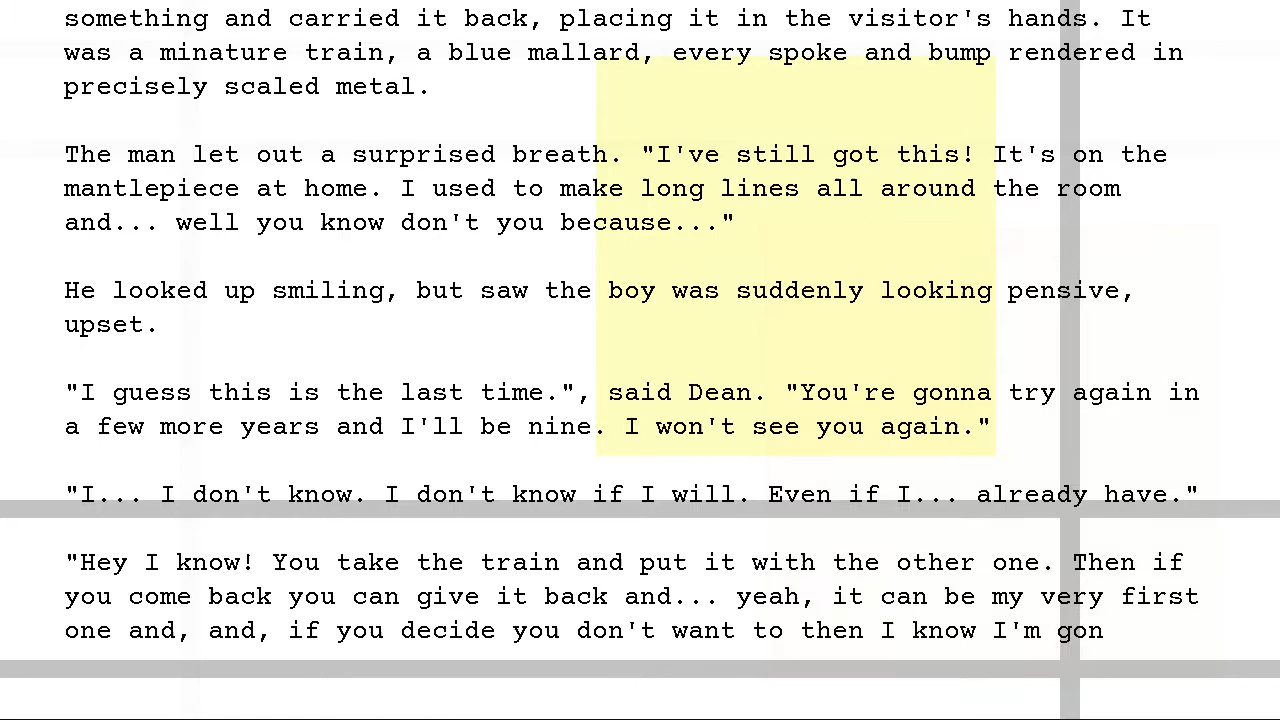 something and carried it back, placing it in the visitor's hands. It
was a minature train, a blue mallard, every spoke and bump rendered in
precisely scaled metal.
The man let out a surprised breath. "I've still got this! It's on the
mantlepiece at home. I used to make long lines all around the room
and... well you know don't you because..."
He looked up smiling, but saw the boy was suddenly looking pensive,
upset.
"I guess this is the last time.", said Dean. "You're gonna try again in
a few more years and I'll be nine. I won't see you again."
"I... I don't know. I don't know if I will. Even if I... already have."
"Hey I know! You take the train and put it with the other one. Then if
you come back you can give it back and... yeah, it can be my very first
one and, and, if you decide you don't want to then I know I'm gon